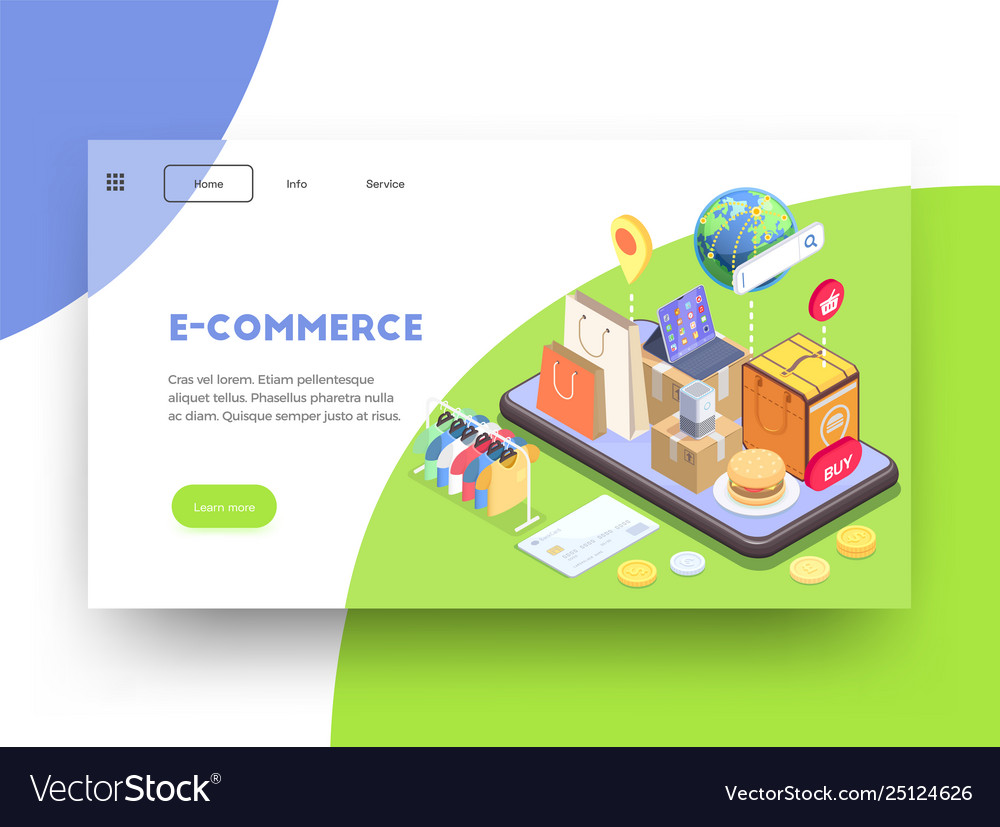 Home Info Service
E-COMMERCE
Cras vel lorem. Etiam pellentesque
aliquet tellus. Phasellus pharetra nulla
ac diam. Quisque semper justo at risus.
Learn more
BUY
VectorStock®
VectorStock.com/25124626